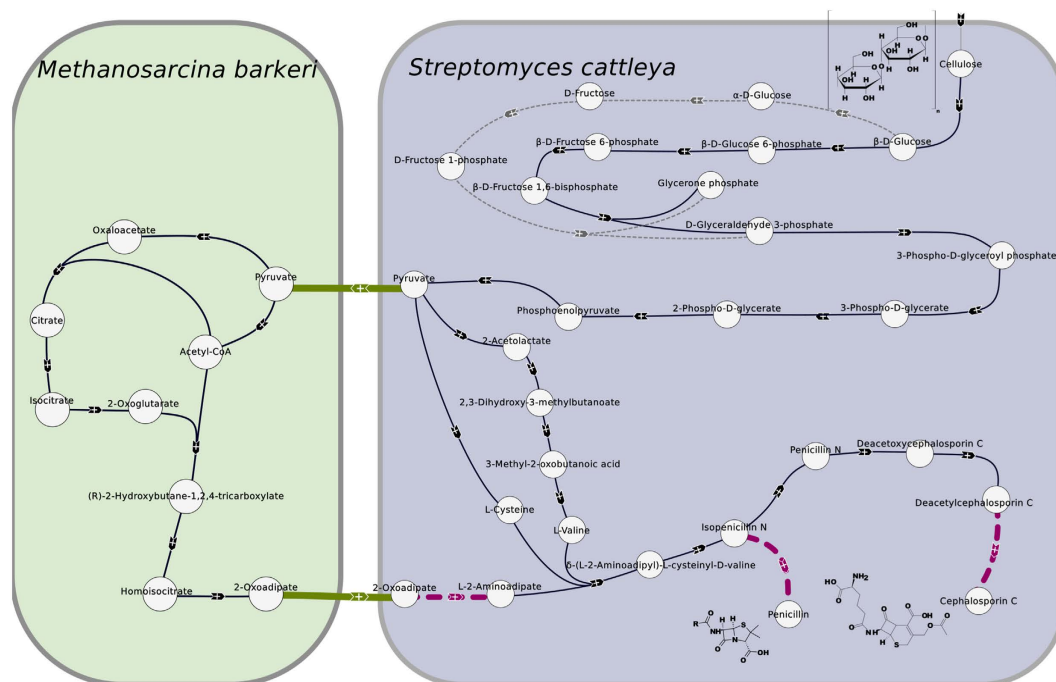 Methanosarcina barkeri
Streptomyces cattleya
Cellulose
D-Fructose
α-D-Glucose
β-D-Fructose 6-phosphate
β-D-Glucose 6-phosphate
β-D-Glucose
D-Fructose 1-phosphate
β-D-Fructose 1,6-bisphosphate
Glycerone phosphate
D-Glyceraldehyde 3-phosphate
3-Phospho-D-glyceroyl phosphate
Oxaloacetate
Pyruvate
Pyruvate
Phosphoenolpyruvate
2-Phospho-D-glycerate
3-Phospho-D-glycerate
Citrate
Acetyl-CoA
2-Acetolactate
Isocitrate
2-Oxoglutarate
2,3-Dihydroxy-3-methylbutanoate
3-Methyl-2-oxobutanoic acid
Penicillin N
Deacetoxycephalosporin C
(R)-2-Hydroxybutane-1,2,4-tricarboxylate
L-Cysteine
L-Valine
Isopenicillin N
Deacetylcephalosporin C
δ-(L-2-Aminoadipyl)-L-cysteinyl-D-valine
Homoisocitrate
2-Oxoadipate
2-Oxoadipate
L-2-Aminoadipate
Penicillin
Cephalosporin C